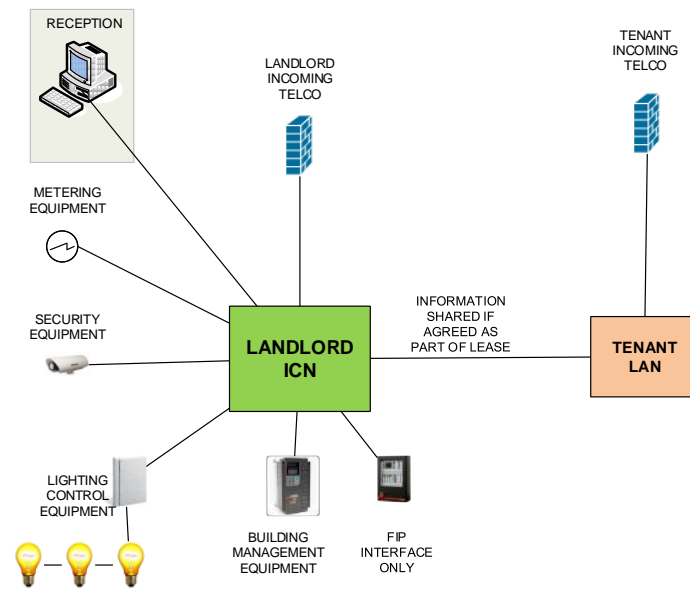 RECEPTION
LANDLORD
INCOMING
TELCO
TENANT
INCOMING
TELCO
METERING
EQUIPMENT
SECURITY
EQUIPMENT
INFORMATION
SHARED IF
AGREED AS
PART OF LEASE
LANDLORD
ICN
TENANT
LAN
LIGHTING
CONTROL
EQUIPMENT
BUILDING
MANAGEMENT
EQUIPMENT
FIP
INTERFACE
ONLY